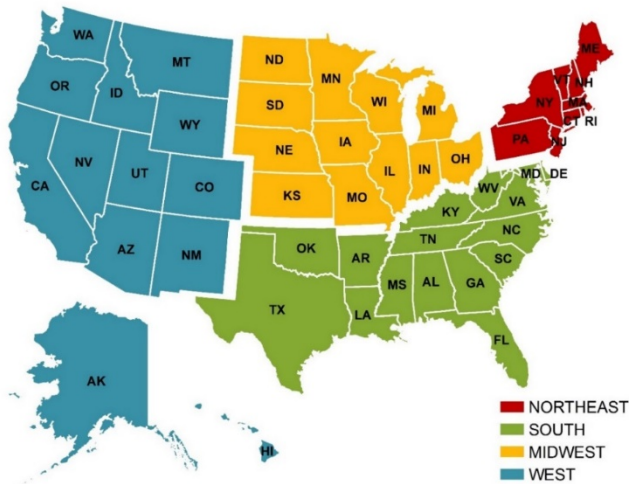 WA
MT
ND
MN
ME
OR
ID
SD
WI
MI
VT
NH
NY
MA
WY
CT
RI
PA
NJ
NV
NE
IA
IL
IN
OH
CA
UT
CO
KS
MO
WV
MD
DE
VA
KY
AZ
NM
OK
AR
TN
NC
SC
TX
MS
AL
GA
LA
FL
AK
HI
NORTHEAST
SOUTH
MIDWEST
WEST